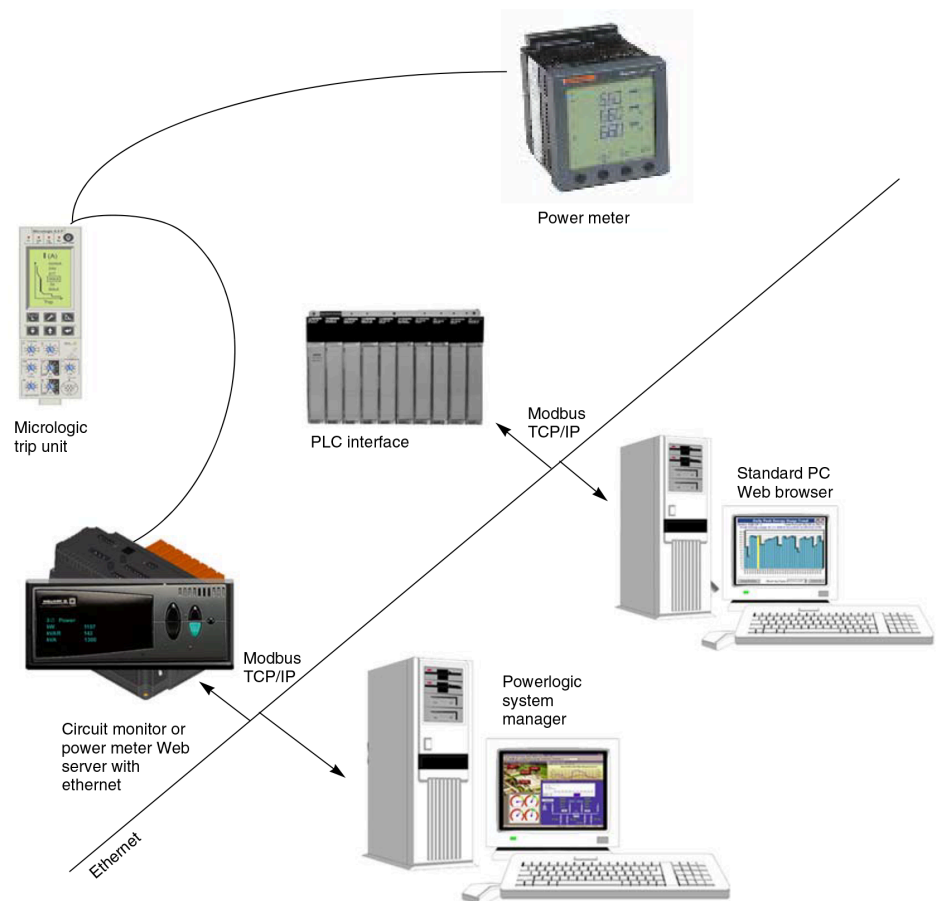 Power meter
Micrologic
trip unit
PLC interface
Modbus
TCP/IP
Standard PC
Web browser
Modbus
TCP/IP
Circuit monitor or
power meter Web
server with
ethernet
Powerlogic
system
manager
Ethernet
I (A)
Trip